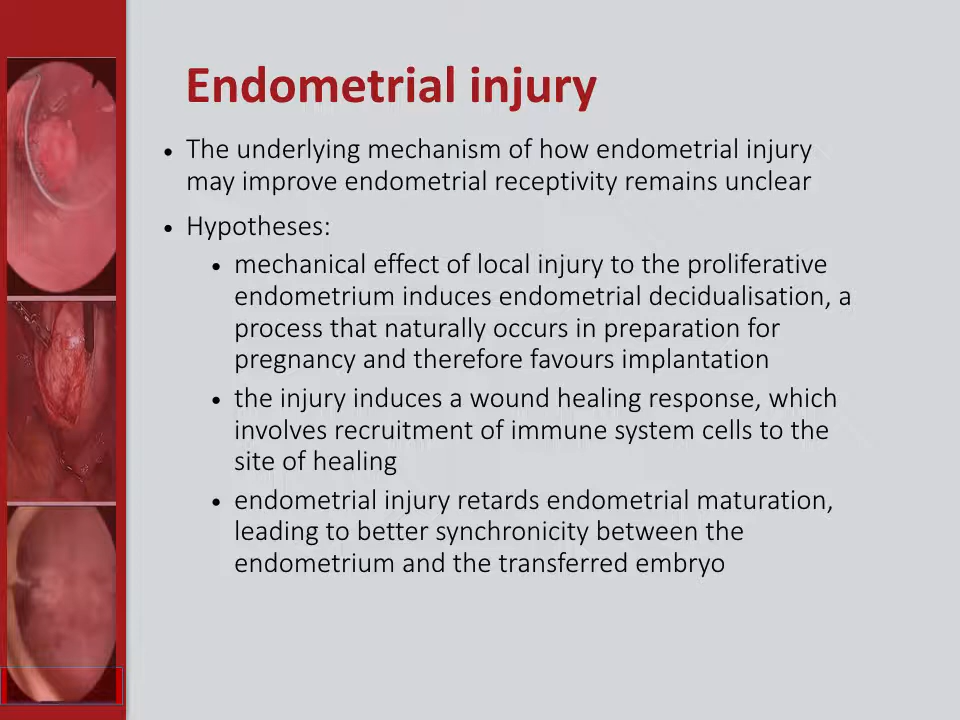 Endometrial injury
• The underlying mechanism of how endometrial injury
may improve endometrial receptivity remains unclear
• Hypotheses:
• mechanical effect of local injury to the proliferative
endometrium induces endometrial decidualisation, a
process that naturally occurs in preparation for
pregnancy and therefore favours implantation
• the injury induces a wound healing response, which
involves recruitment of immune system cells to the
site of healing
• endometrial injury retards endometrial maturation,
leading to better synchronicity between the
endometrium and the transferred embryo